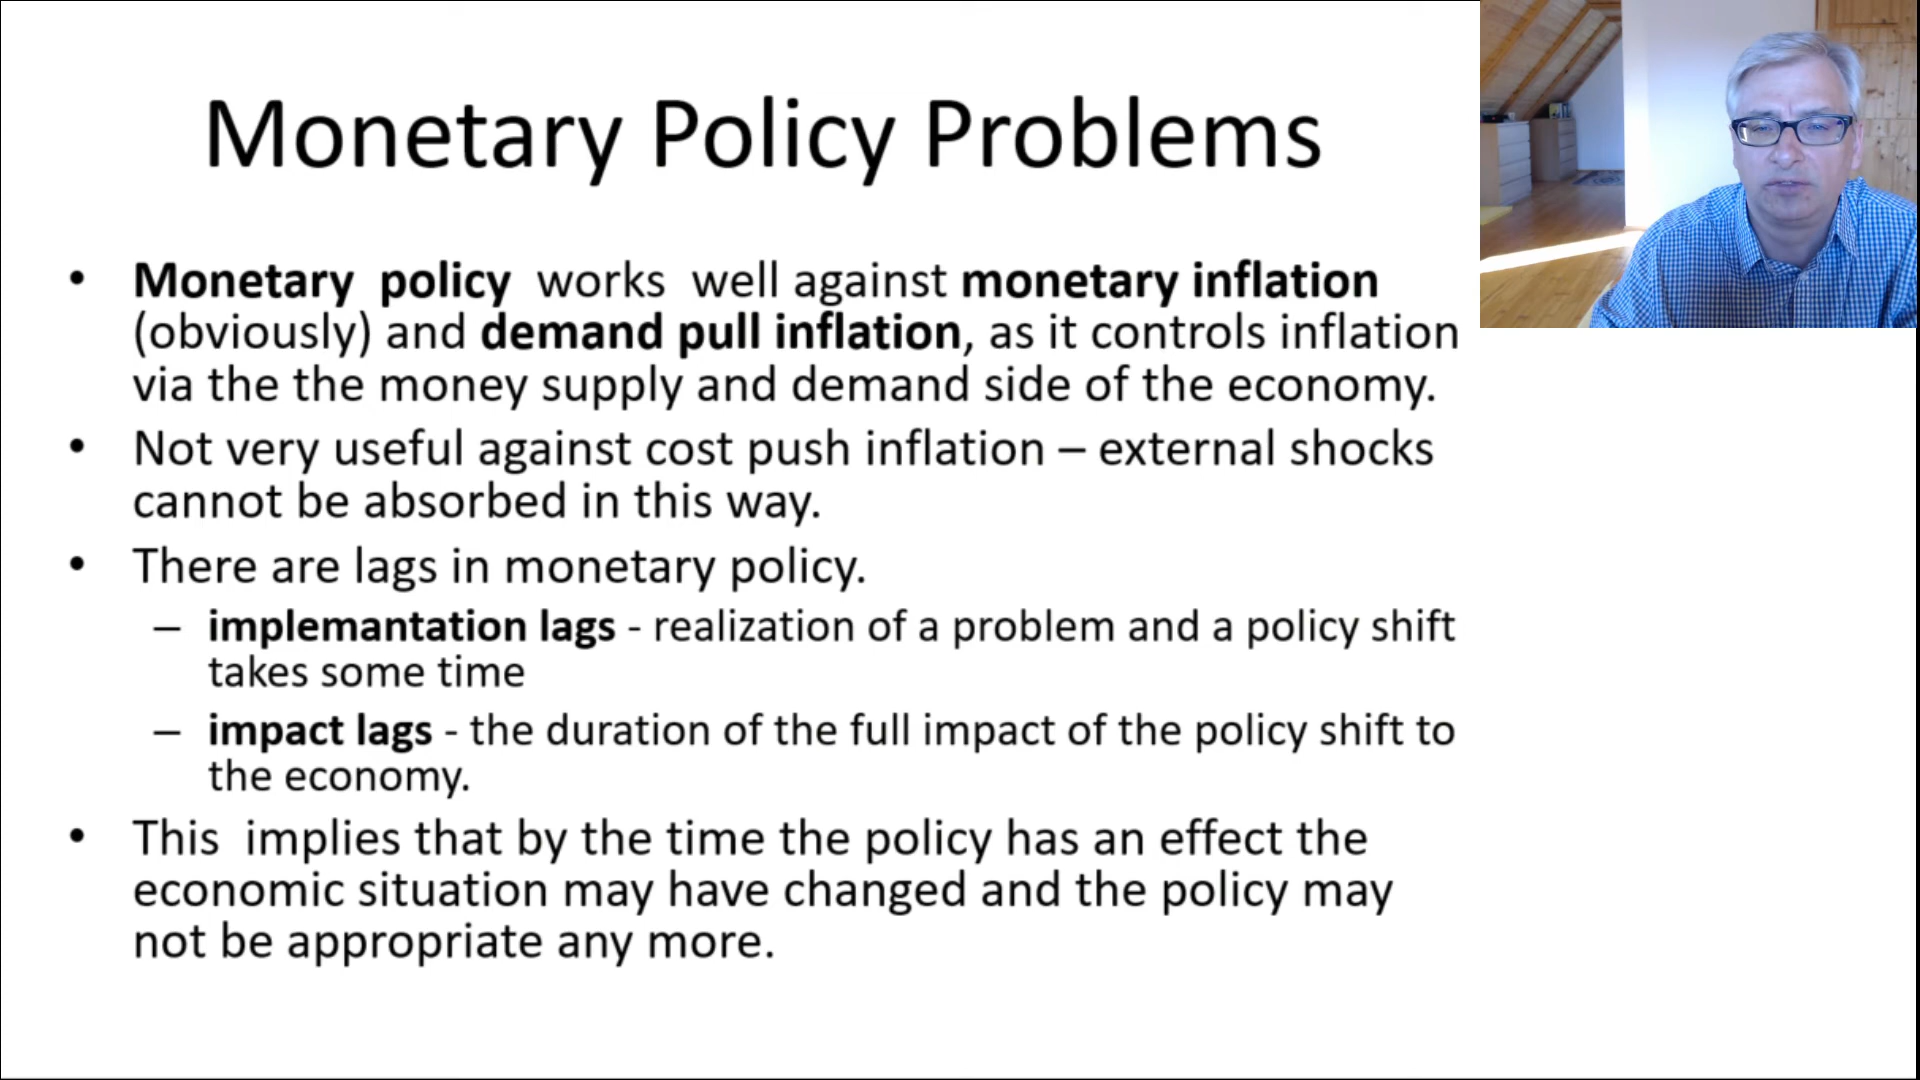 Monetary Policy Problems
• Monetary policy works well against monetary inflation
(obviously) and demand pull inflation, as it controls inflation
via the the money supply and demand side of the economy.
• Not very useful against cost push inflation – external shocks
cannot be absorbed in this way.
• There are lags in monetary policy.
– implemantation lags - realization of a problem and a policy shift
takes some time
– impact lags - the duration of the full impact of the policy shift to
the economy.
• This implies that by the time the policy has an effect the
economic situation may have changed and the policy may
not be appropriate any more.